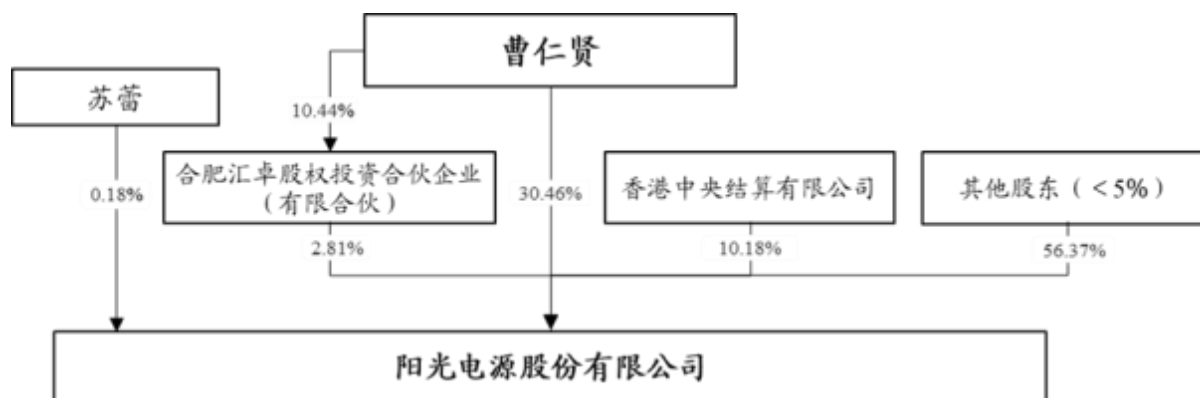 曹仁贤
苏蕾
10.44%
合肥汇卓股权投资合伙企业
（有限合伙）
香港中央结算有限公司
其他股东（<5%）
0.18%
30.46%
2.81%
10.18%
56.37%
阳光电源股份有限公司